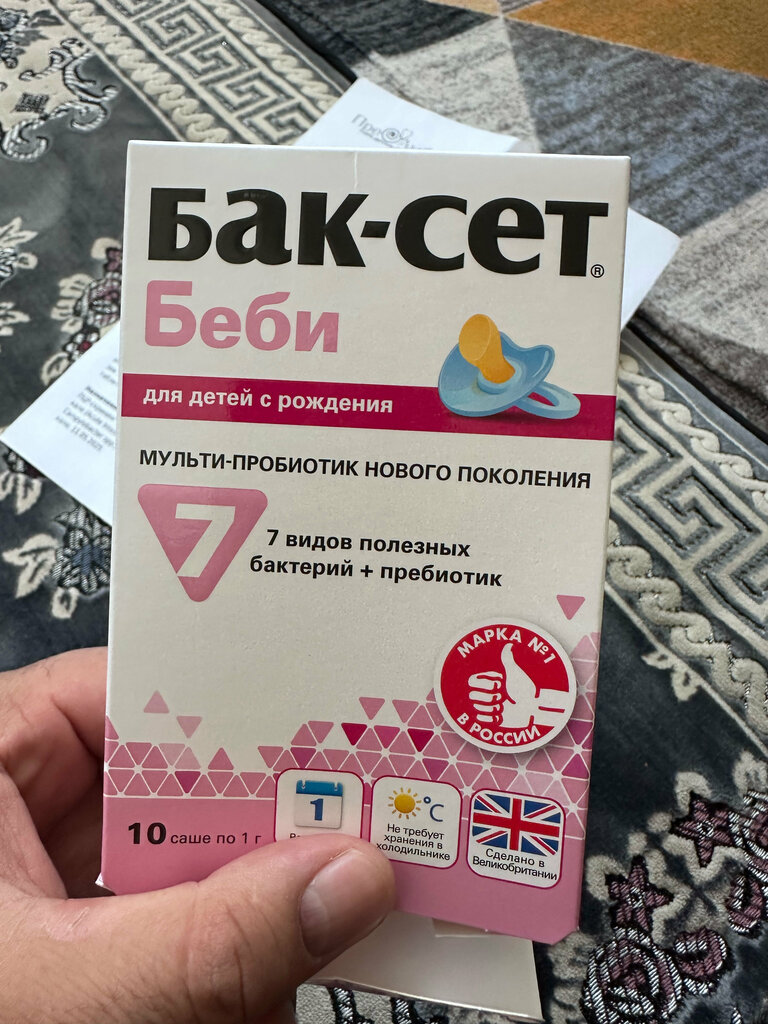 Бак-сет®
Беби
для детей с рождения
МУЛЬТИ-ПРОБИОТИК НОВОГО ПОКОЛЕНИЯ
7
7 видов полезных
бактерий + пребиотик
МАРКА №1
В РОССИИ
10 саше по 1 г
1
°C
Не требует
хранения в
холодильнике
Сделано в
Великобритании